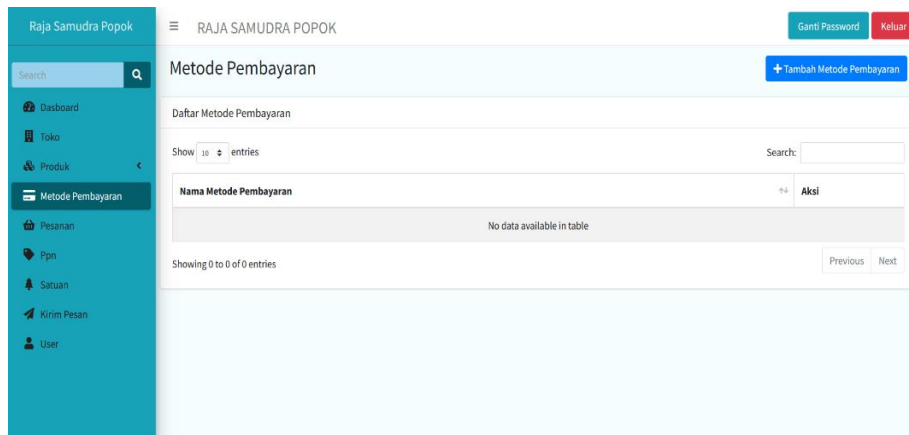 Raja Samudra Popok
RAJA SAMUDRA POPOK
Ganti Password
Keluar
Search
Dasboard
Toko
Produk
Metode Pembayaran
Pesanan
Ppn
Satuan
Kirim Pesan
User
Metode Pembayaran
+ Tambah Metode Pembayaran
Daftar Metode Pembayaran
Show 10 entries
Search:
Nama Metode Pembayaran Aksi
No data available in table
Showing 0 to 0 of 0 entries
Previous Next